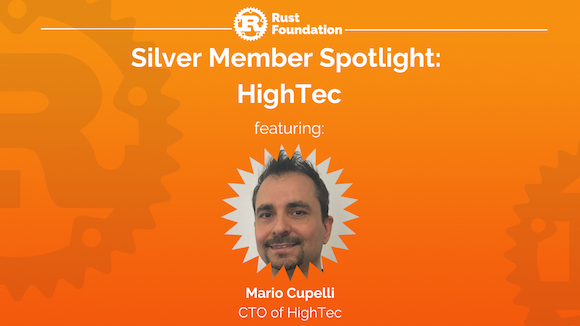 Rust
Foundation
Silver Member Spotlight:
HighTec
featuring:
Mario Cupelli
CTO of HighTec